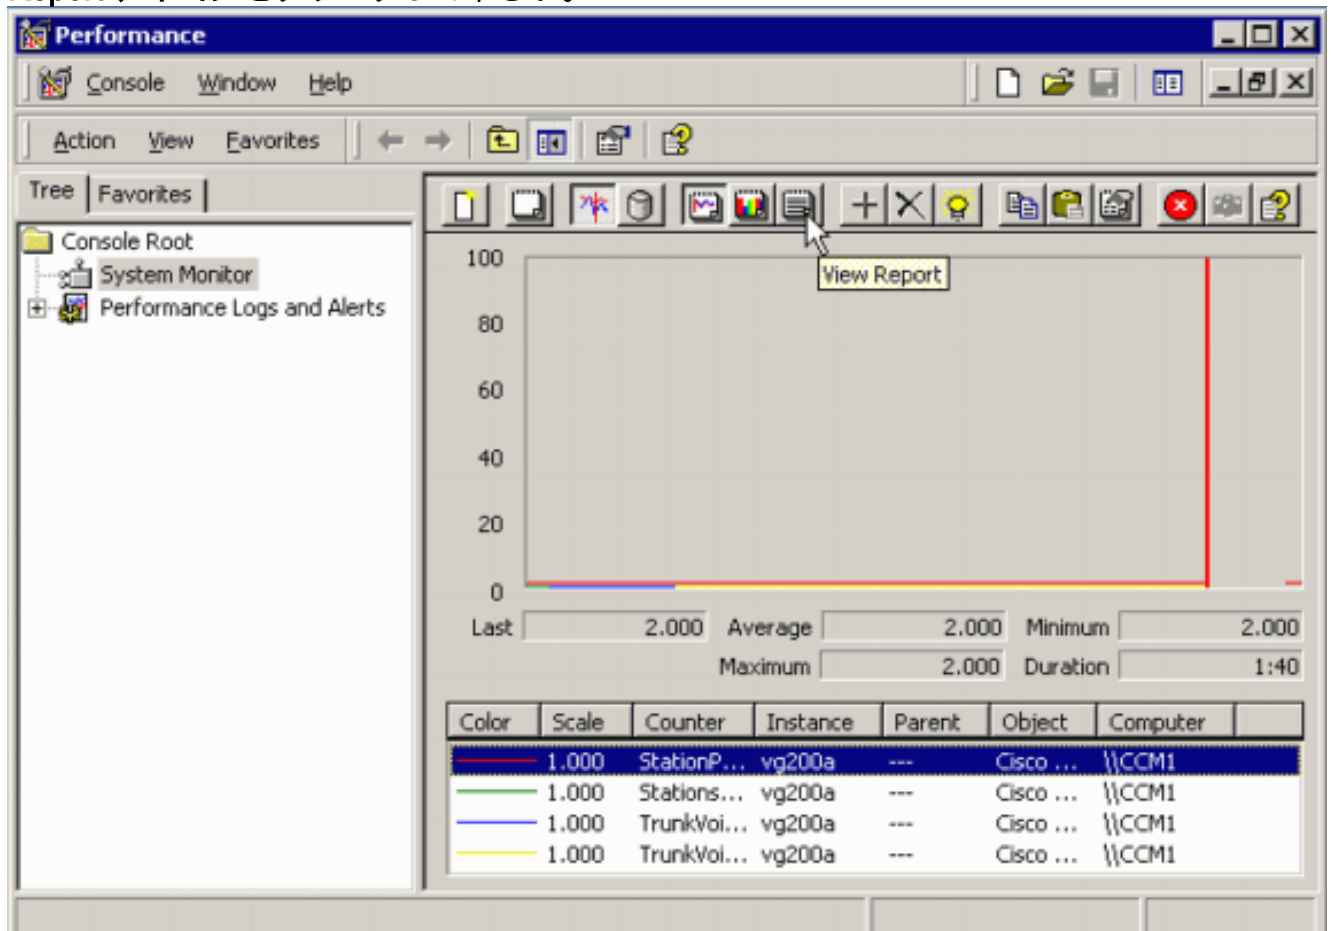 Performance
Console Window Help
Action View Favorites
Tree Favorites
Console Root
System Monitor
Performance Logs and Alerts
View Report
100
80
60
40
20
0
Last 2.000 Average 2.000 Minimum 2.000
Maximum 2.000 Duration 1:40
Color Scale Counter Instance Parent Object Computer
1.000 StationP... vg200a --- Cisco ... \\CCM1
1.000 Stations... vg200a --- Cisco ... \\CCM1
1.000 TrunkVoi... vg200a --- Cisco ... \\CCM1
1.000 TrunkVoi... vg200a --- Cisco ... \\CCM1